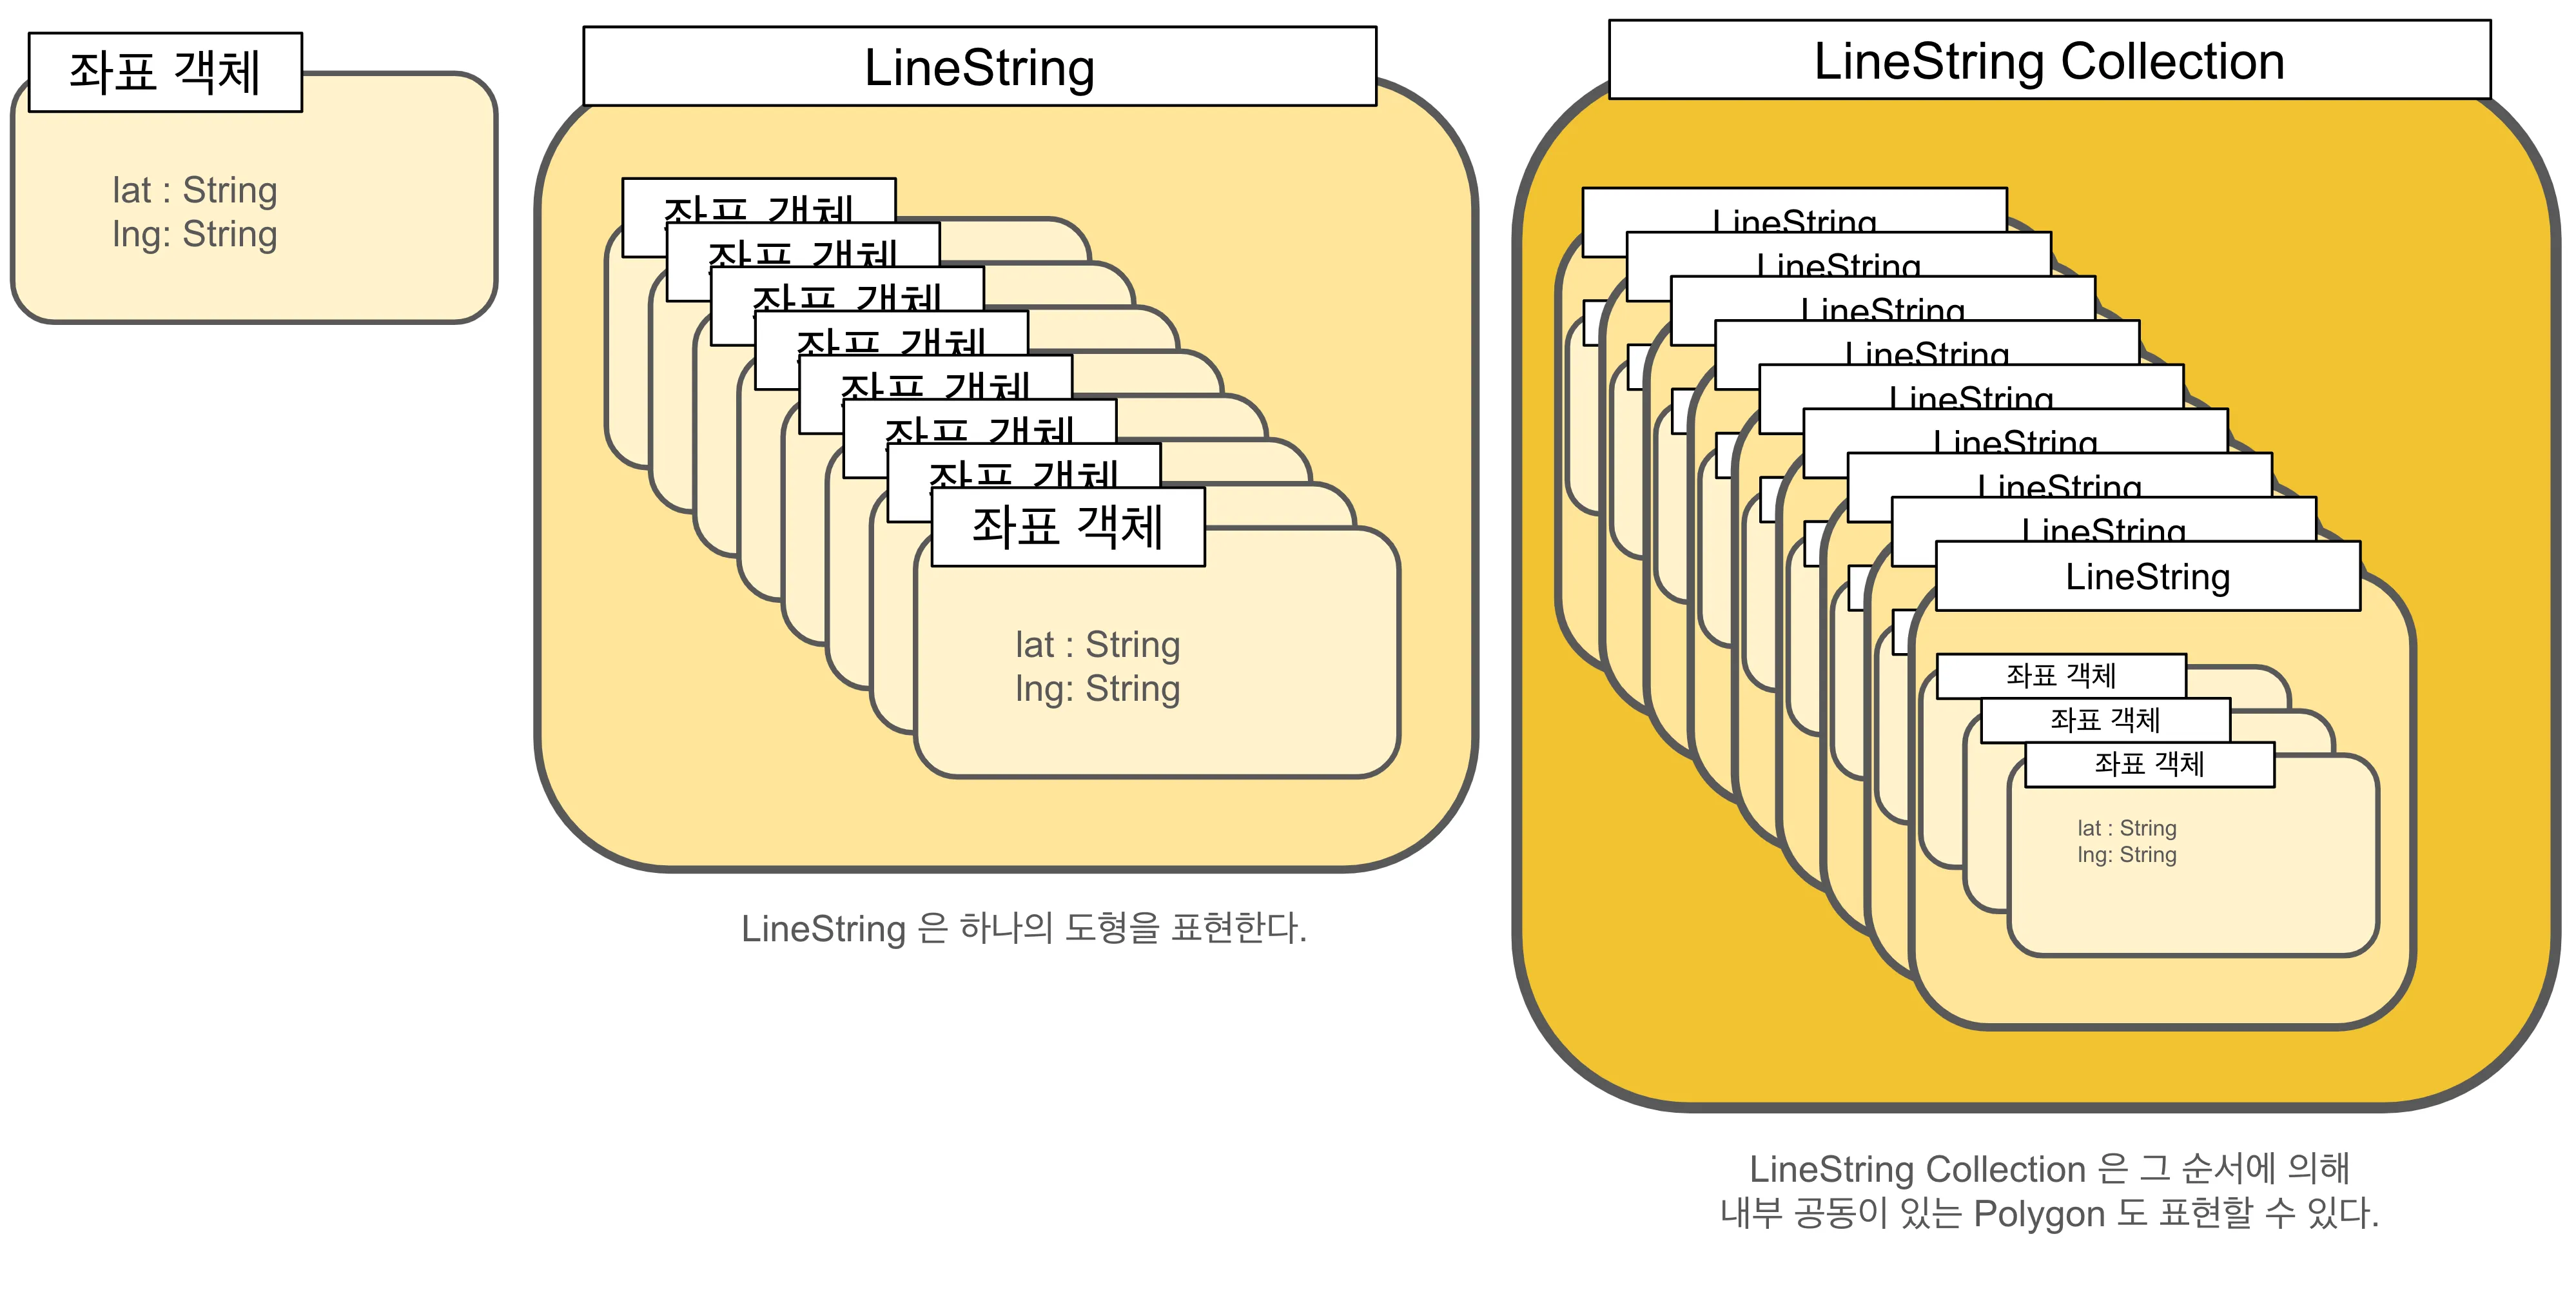 좌표 객체
lat : String
lng: String
LineString
좌표 객체
좌표 객체
좌표 객체
좌표 객체
좌표 객체
좌표 객체
좌표 객체
좌표 객체
lat : String
lng: String
LineString 은 하나의 도형을 표현한다.
LineString Collection
LineString
LineString
LineString
LineString
LineString
LineString
LineString
LineString
LineString
좌표 객체
좌표 객체
좌표 객체
lat : String
lng: String
LineString Collection 은 그 순서에 의해
내부 공동이 있는 Polygon 도 표현할 수 있다.